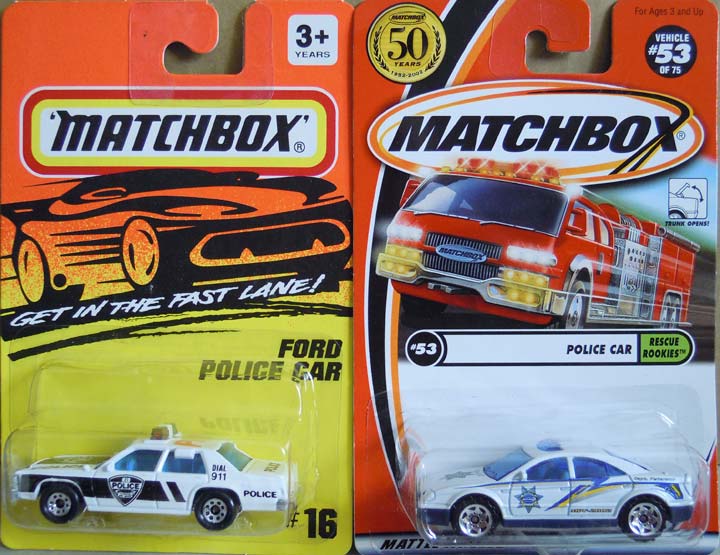 3+
YEARS
'MATCHBOX'®
GET IN THE FAST LANE!
FORD
POLICE CAR
DIAL
911
POLICE
POLICE
#16
MATCHBOX
50
YEARS
1952-2002
For Ages 3 and Up
VEHICLE
#53
OF 75
MATCHBOX®
TRUNK OPENS!
MATCHBOX
#53
POLICE CAR
RESCUE
ROOKIES™